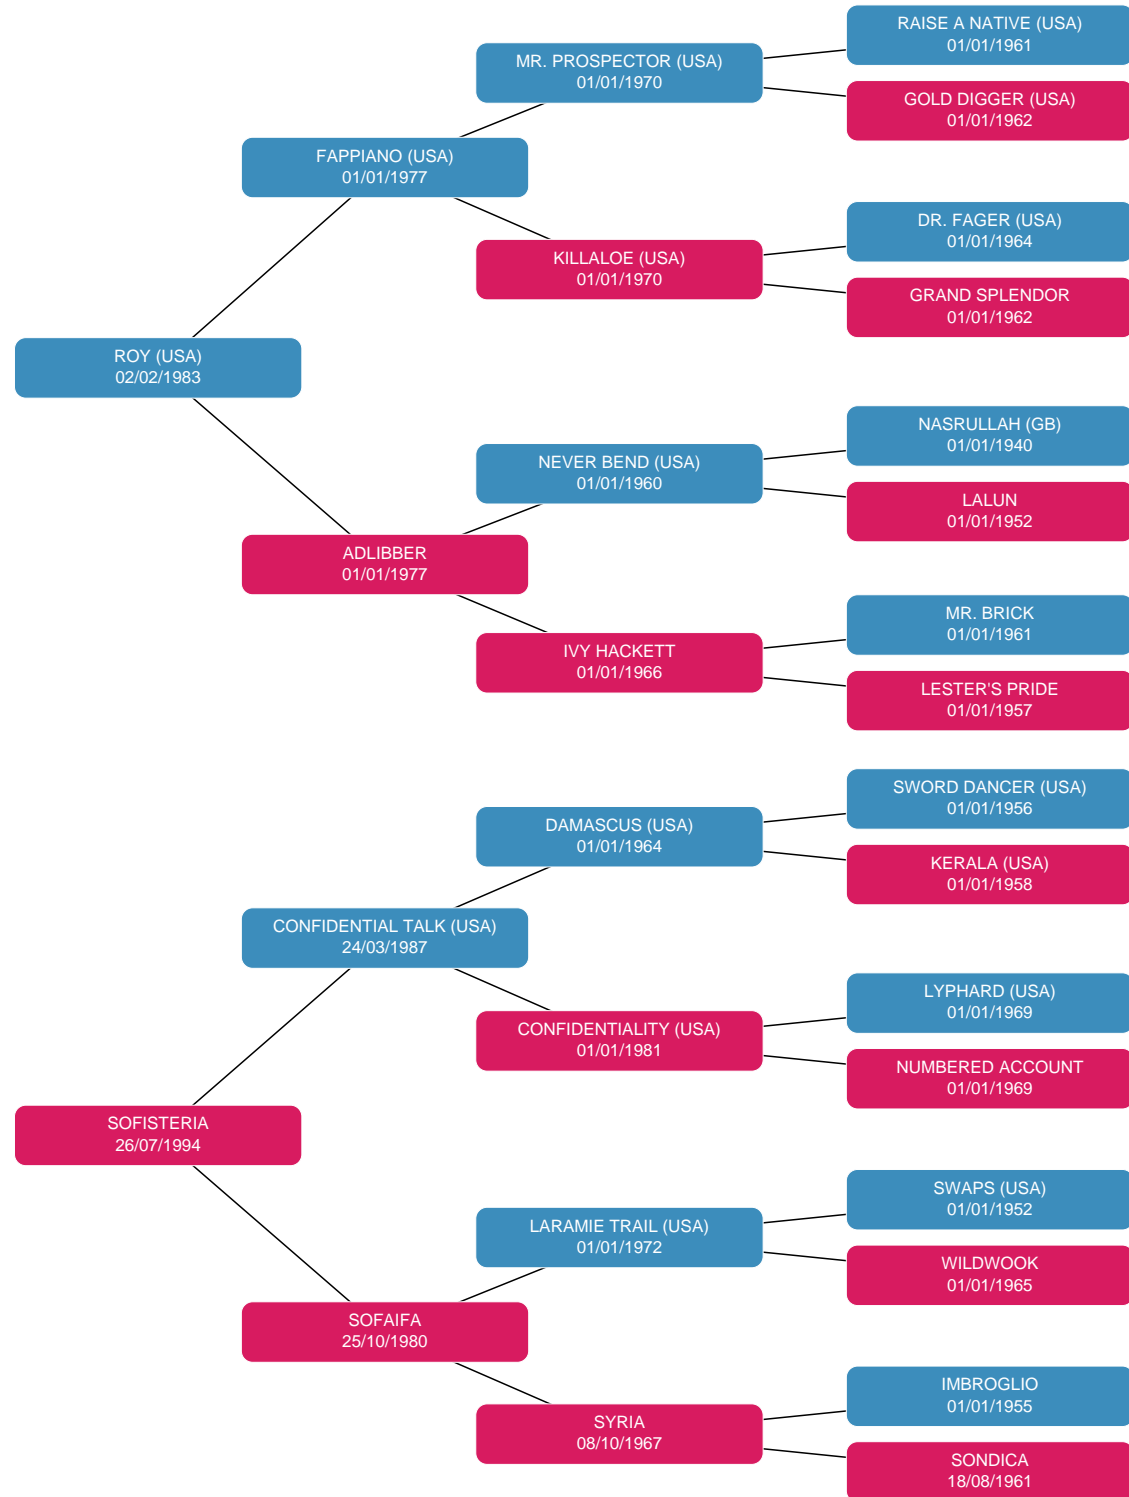 RAISE A NATIVE (USA)
01/01/1961
MR. PROSPECTOR (USA)
01/01/1970
GOLD DIGGER (USA)
01/01/1962
FAPPIANO (USA)
01/01/1977
DR. FAGER (USA)
01/01/1964
KILLALOE (USA)
01/01/1970
GRAND SPLENDOR
01/01/1962
ROY (USA)
02/02/1983
NASRULLAH (GB)
01/01/1940
NEVER BEND (USA)
01/01/1960
LALUN
01/01/1952
ADLIBBER
01/01/1977
MR. BRICK
01/01/1961
IVY HACKETT
01/01/1966
LESTER'S PRIDE
01/01/1957
SWORD DANCER (USA)
01/01/1956
DAMASCUS (USA)
01/01/1964
KERALA (USA)
01/01/1958
CONFIDENTIAL TALK (USA)
24/03/1987
LYPHARD (USA)
01/01/1969
CONFIDENTIALITY (USA)
01/01/1981
NUMBERED ACCOUNT
01/01/1969
SOFISTERIA
26/07/1994
SWAPS (USA)
01/01/1952
LARAMIE TRAIL (USA)
01/01/1972
WILDWOOK
01/01/1965
SOFAIFA
25/10/1980
IMBROGLIO
01/01/1955
SYRIA
08/10/1967
SONDICA
18/08/1961